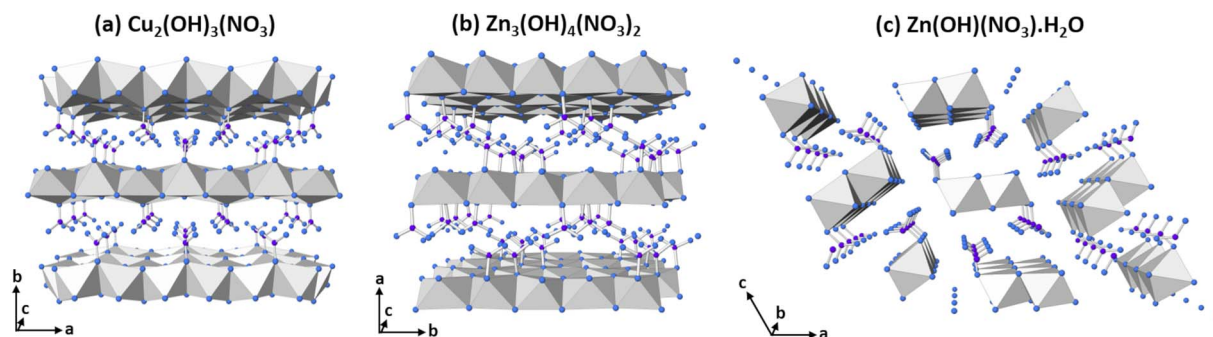 (a) Cu₂(OH)₃(NO₃)
(b) Zn₃(OH)₄(NO₃)₂
(c) Zn(OH)(NO₃).H₂O
b
c
a
a
c
b
c
b
a